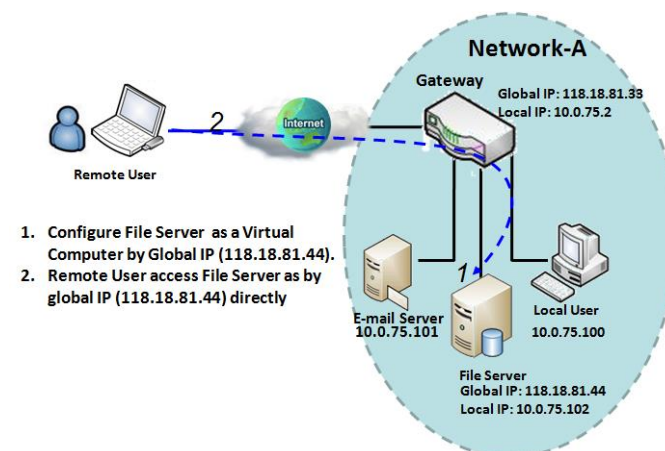 Network-A
Gateway
Global IP: 118.18.81.33
Local IP: 10.0.75.2
2
Internet
Remote User
1. Configure File Server as a Virtual
Computer by Global IP (118.18.81.44).
2. Remote User access File Server as by
global IP (118.18.81.44) directly
1
E-mail Server
10.0.75.101
Local User
10.0.75.100
File Server
Global IP: 118.18.81.44
Local IP: 10.0.75.102